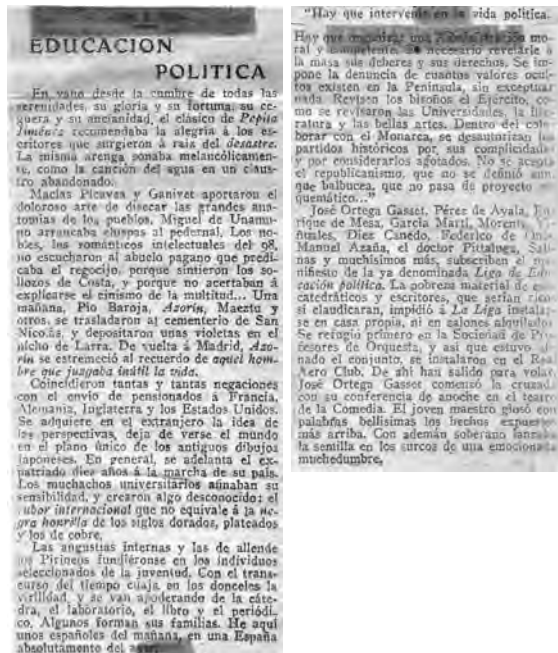 EDUCACION
POLITICA
En vano desde la cumbre de todas las
serenidades, su gloria y su fortuna, su ce-
guera y su ancianidad, el clásico de Pepita
Jiménez recomendaba la alegría á los es-
critores que surgieron á raíz del desastre.
La misma arenga sonaba melancólicamen-
te, como la canción del agua en un claus-
tro abandonado.
Macías Picavea y Ganivet aportaron el
doloroso arte de disecar las grandes ana-
tomías de los pueblos. Miguel de Unamu-
no arrancaba chispas al pedernal. Los no-
bles, los románticos intelectuales del 98,
no escucharon al abuelo pagano que predi-
caba el regocijo, porque sintieron los so-
llozos de Costa, y porque no acertaban á
explicarse el cinismo de la multitud... Una
mañana, Pío Baroja, Azorín, Maeztu y
otros, se trasladaron al cementerio de San
Nicolás, y depositaron unas violetas en el
nicho de Larra. De vuelta á Madrid, Azo-
rín se estremeció al recuerdo de aquel hom-
bre que juzgaba inútil la vida.
Coincidieron tantas y tantas negaciones
con el envío de pensionados á Francia,
Alemania, Inglaterra y los Estados Unidos.
Se adquiere en el extranjero la idea de
las perspectivas, deja de verse el mundo
en el plano único de los antiguos dibujos
japoneses. En general, se adelanta el ex-
patriado diez años á la marcha de su país.
Los muchachos universitarios aunaban su
sensibilidad, y crearon algo desconocido: el
rubor internacional que no equivale á la ne-
gra honrilla de los siglos dorados, plateados
y los de cobre.
Las angustias internas y las de allende
los Pirineos fundiéronse en los individuos
seleccionados de la juventud. Con el trans-
curso del tiempo cuaja en los donceles la
virilidad, y se van apoderando de la cáte-
dra, el laboratorio, el libro y el periódi-
co. Algunos forman sus familias. He aquí
unos españoles del mañana, en una España
absolutamento del
"Hay que intervenir en la vida política.
Hay que una mo-
ral y competente. Es necesario revelarle á
la masa sus deberes y sus derechos. Se im-
pone la denuncia de cuantos valores ocul-
tos existen en la Península, sin exceptuar
nada. Revisen los bisoños el Ejército, co-
mo se revisaron las Universidades, la lite-
ratura y las bellas artes. Dentro del cola-
borar con el Monarca, se desautorizan los
partidos históricos por sus complicidades
y por considerarlos agotados. No se acepta
el republicanismo, que no se definió aún,
que balbucea, que no pasa de proyecto
quemático..."
José Ortega Gasset, Pérez de Ayala, En-
rique de Mesa, García Martí, Moreno,
Díez Canedo, Federico de Onís,
Manuel Azaña, el doctor Pittaluga, Sali-
nas y muchísimos más, subscriben el ma-
nifiesto de la ya denominada Liga de Edu-
cación política. La pobreza material de
catedráticos y escritores, que serían ricos
si claudicaran, impidió á La Liga instalar-
se en casa propia, ni en salones alquilados.
Se refugió primero en la Sociedad de Pro-
fesores de Orquesta, y así que estuvo
nado el conjunto, se instalaron en el Real
Aero Club. De ahí han salido para volar.
José Ortega Gasset comenzó la cruzada
con su conferencia de anoche en el teatro
de la Comedia. El joven maestro glosó con
palabras bellísimas los hechos expuestos
más arriba. Con ademán soberano lanzaba
la semilla en los surcos de una emocionada
muchedumbre.